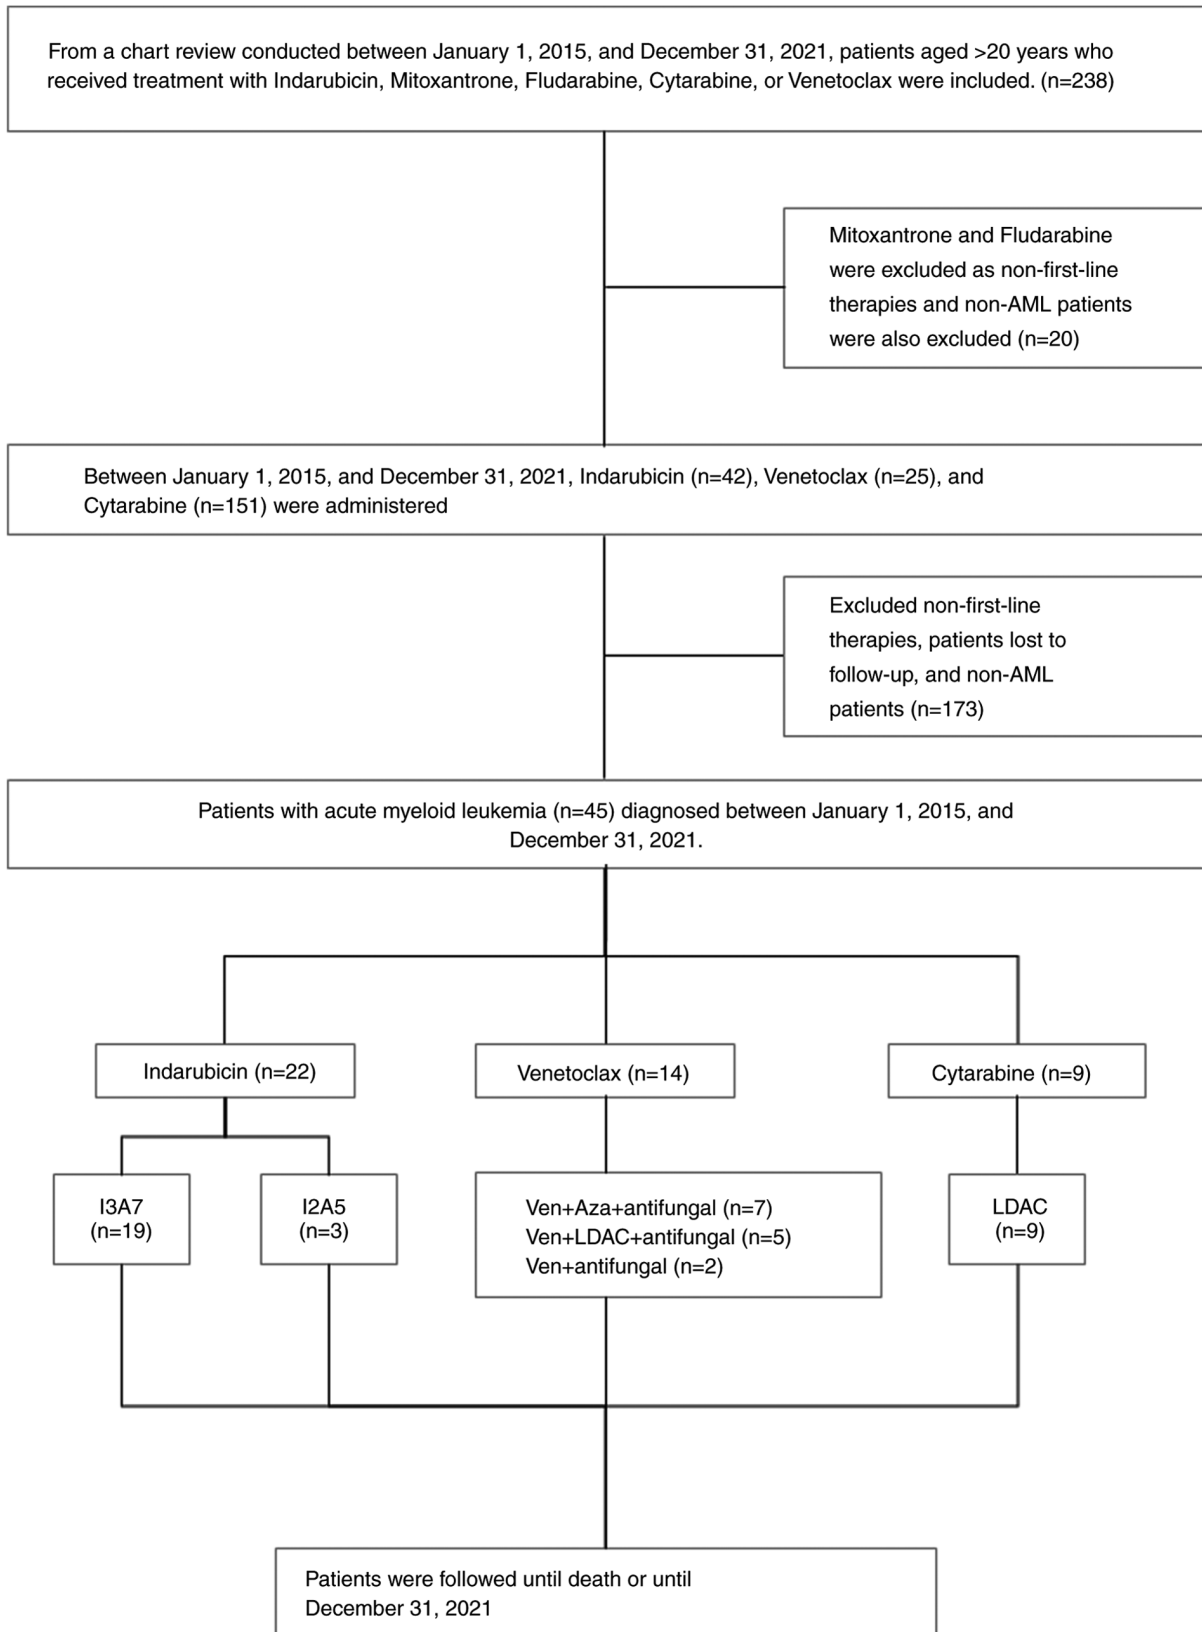 From a chart review conducted between January 1, 2015, and December 31, 2021, patients aged >20 years who
received treatment with Indarubicin, Mitoxantrone, Fludarabine, Cytarabine, or Venetoclax were included. (n=238)
Mitoxantrone and Fludarabine
were excluded as non-first-line
therapies and non-AML patients
were also excluded (n=20)
Between January 1, 2015, and December 31, 2021, Indarubicin (n=42), Venetoclax (n=25), and
Cytarabine (n=151) were administered
Excluded non-first-line
therapies, patients lost to
follow-up, and non-AML
patients (n=173)
Patients with acute myeloid leukemia (n=45) diagnosed between January 1, 2015, and
December 31, 2021.
Indarubicin (n=22)
Venetoclax (n=14)
Cytarabine (n=9)
I3A7
(n=19)
I2A5
(n=3)
Ven+Aza+antifungal (n=7)
Ven+LDAC+antifungal (n=5)
Ven+antifungal (n=2)
LDAC
(n=9)
Patients were followed until death or until
December 31, 2021